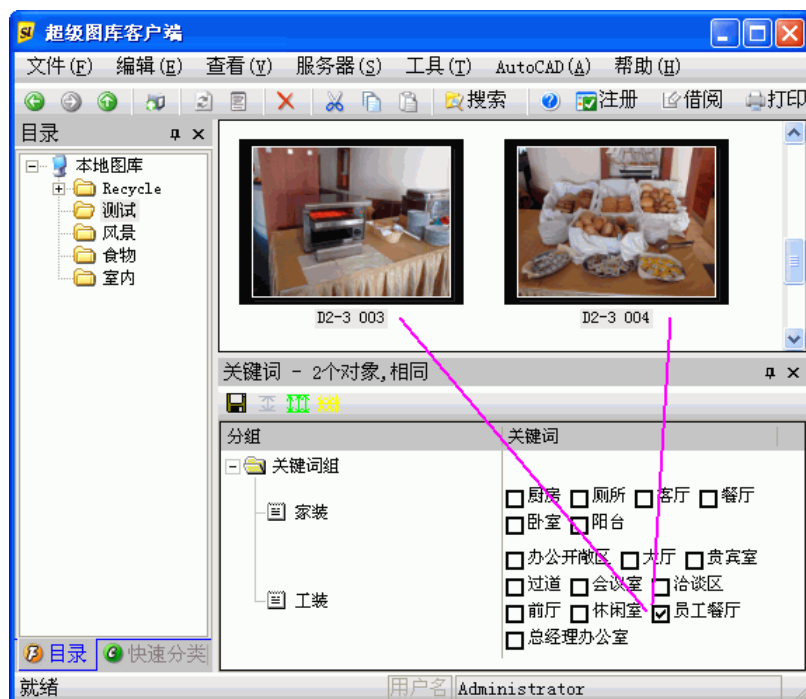 超级图库客户端
文件(F) 编辑(E) 查看(V) 服务器(S) 工具(T) AutoCAD(A) 帮助(H)
搜索 注册 借阅 打印
目录
本地图库
Recycle
测试
风景
食物
室内
D2-3 003 D2-3 004
关键词 - 2个对象,相同
分组 关键词
关键词组
家装
厨房 厕所 客厅 餐厅
卧室 阳台
工装
办公开敞区 大厅 贵宾室
过道 会议室 洽谈区
前厅 休闲室 员工餐厅
总经理办公室
目录 快速分类
就绪 用户名 Administrator